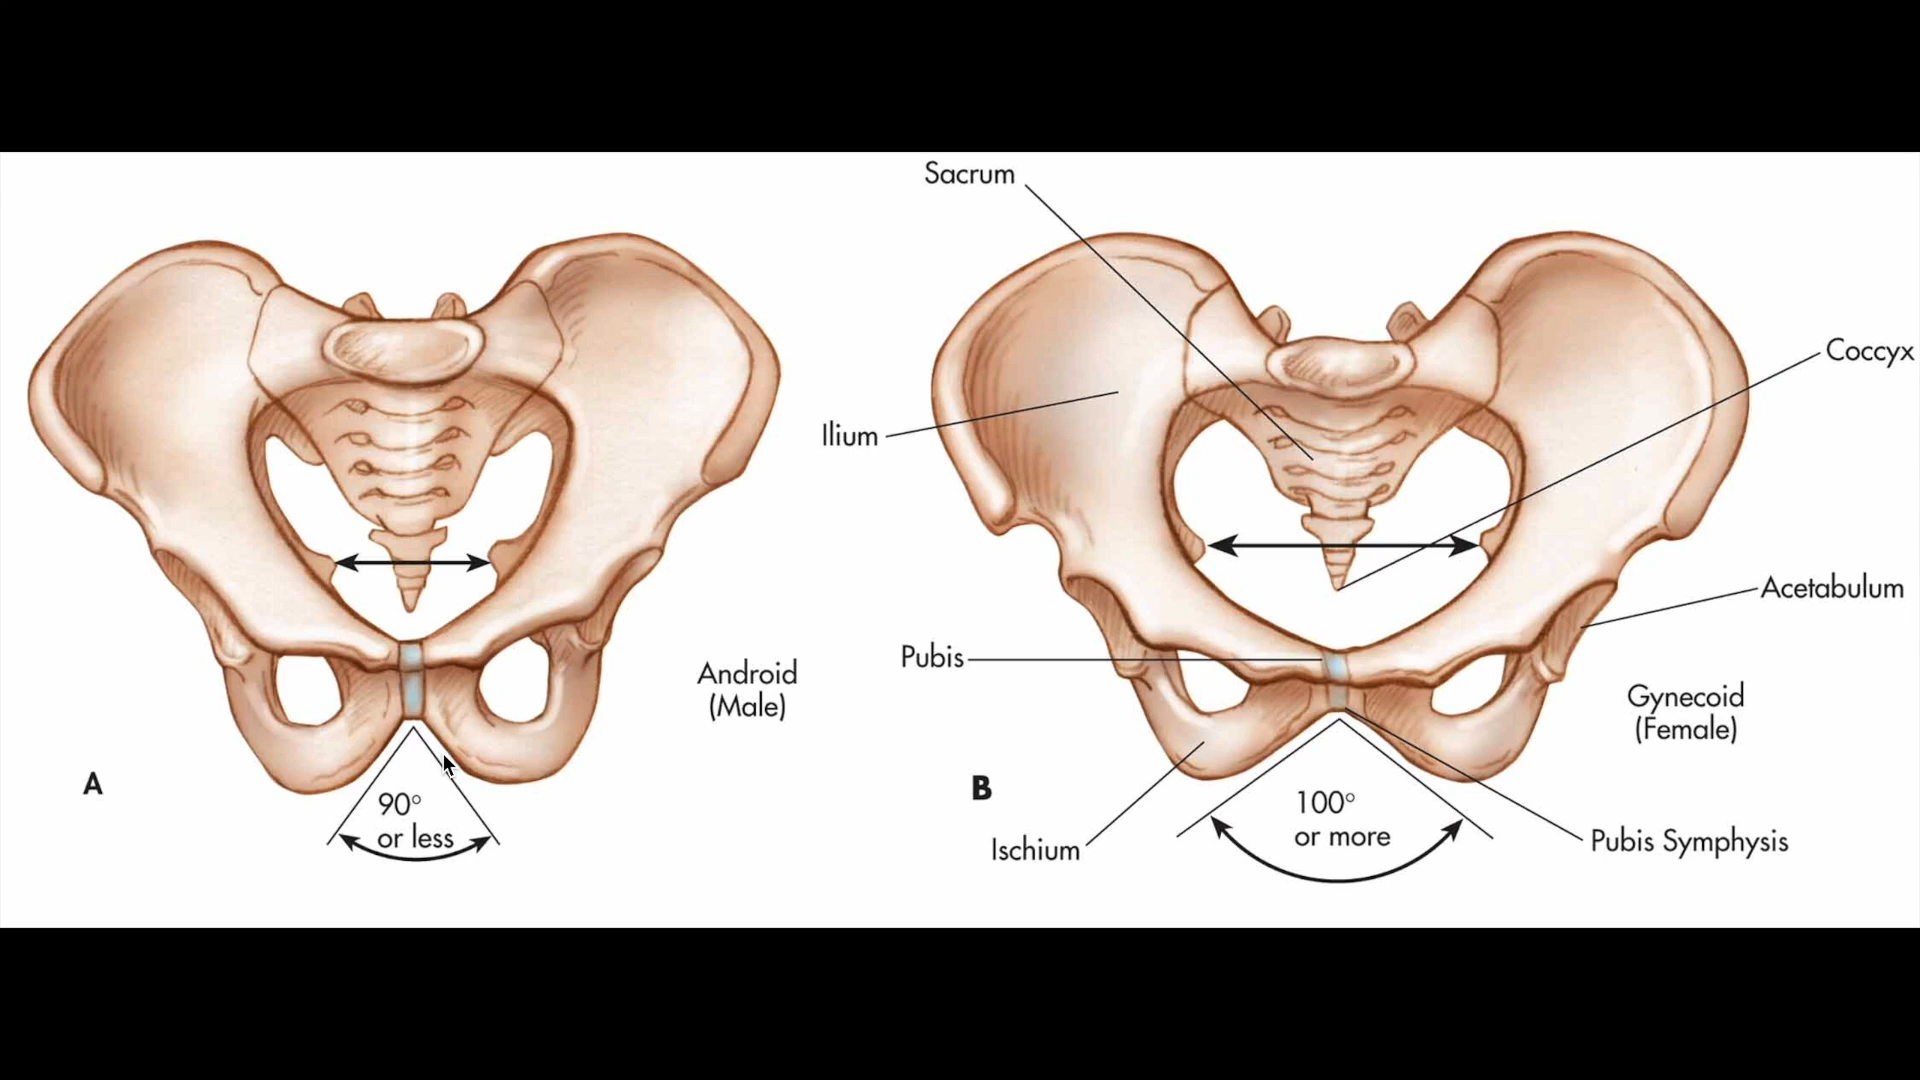 Sacrum
Coccyx
Ilium
Acetabulum
Pubis
Android
(Male)
Gynecoid
(Female)
A
90°
or less
B
100°
or more
Ischium
Pubis Symphysis